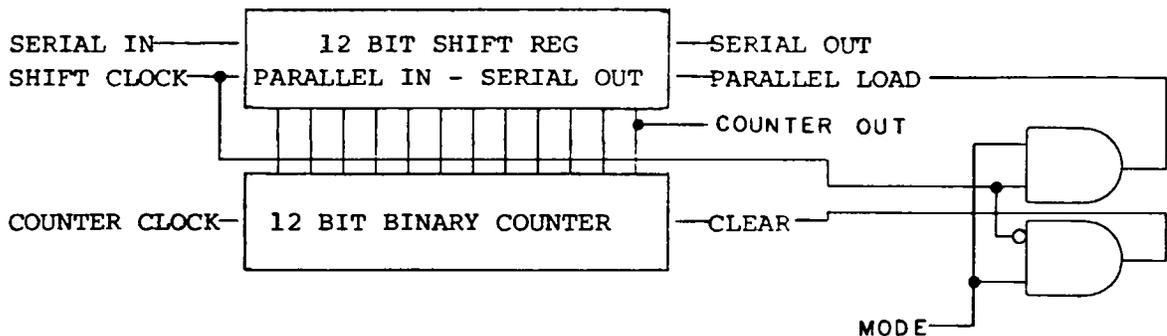 SERIAL IN
12 BIT SHIFT REG
SERIAL OUT
SHIFT CLOCK
PARALLEL IN - SERIAL OUT
PARALLEL LOAD
COUNTER OUT
COUNTER CLOCK
12 BIT BINARY COUNTER
CLEAR
MODE